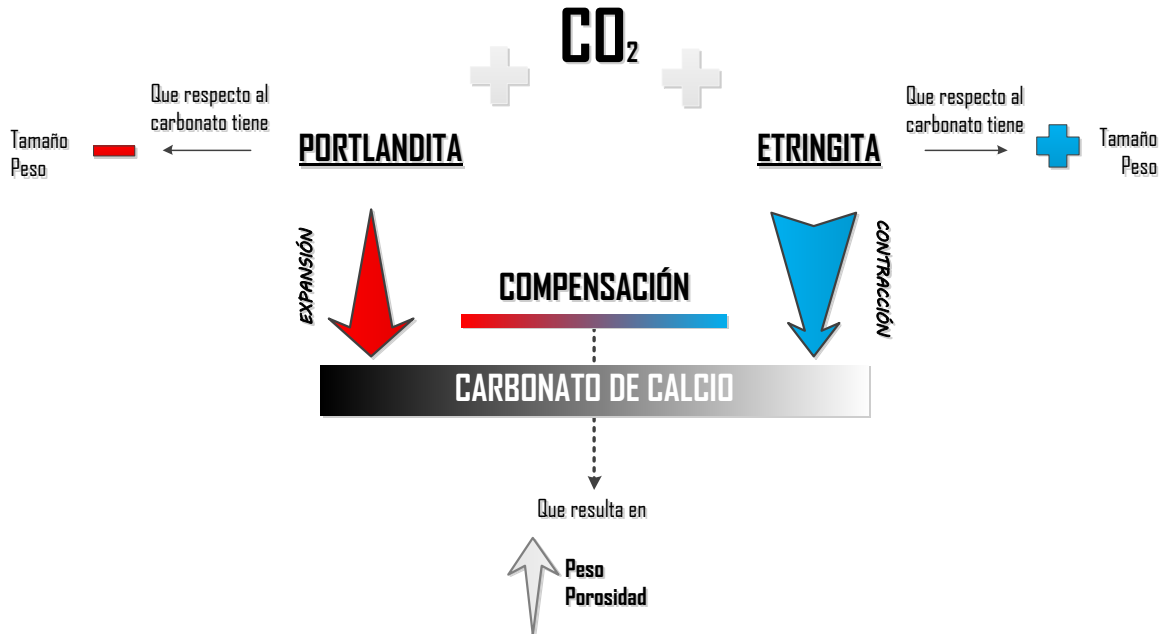 CO₂
Que respecto al
carbonato tiene
Tamaño
Peso
PORTLANDITA
ETRINGITA
Que respecto al
carbonato tiene
Tamaño
Peso
EXPANSIÓN
COMPENSACIÓN
CONTRACCIÓN
CARBONATO DE CALCIO
Que resulta en
Peso
Porosidad